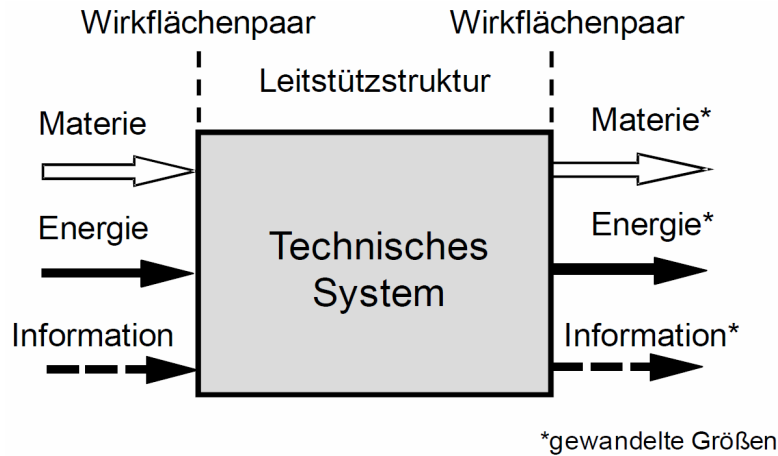 Wirkflächenpaar
Wirkflächenpaar
Leitstützstruktur
Materie
Materie*
Energie
Energie*
Technisches
System
Information
Information*
*gewandelte Größen